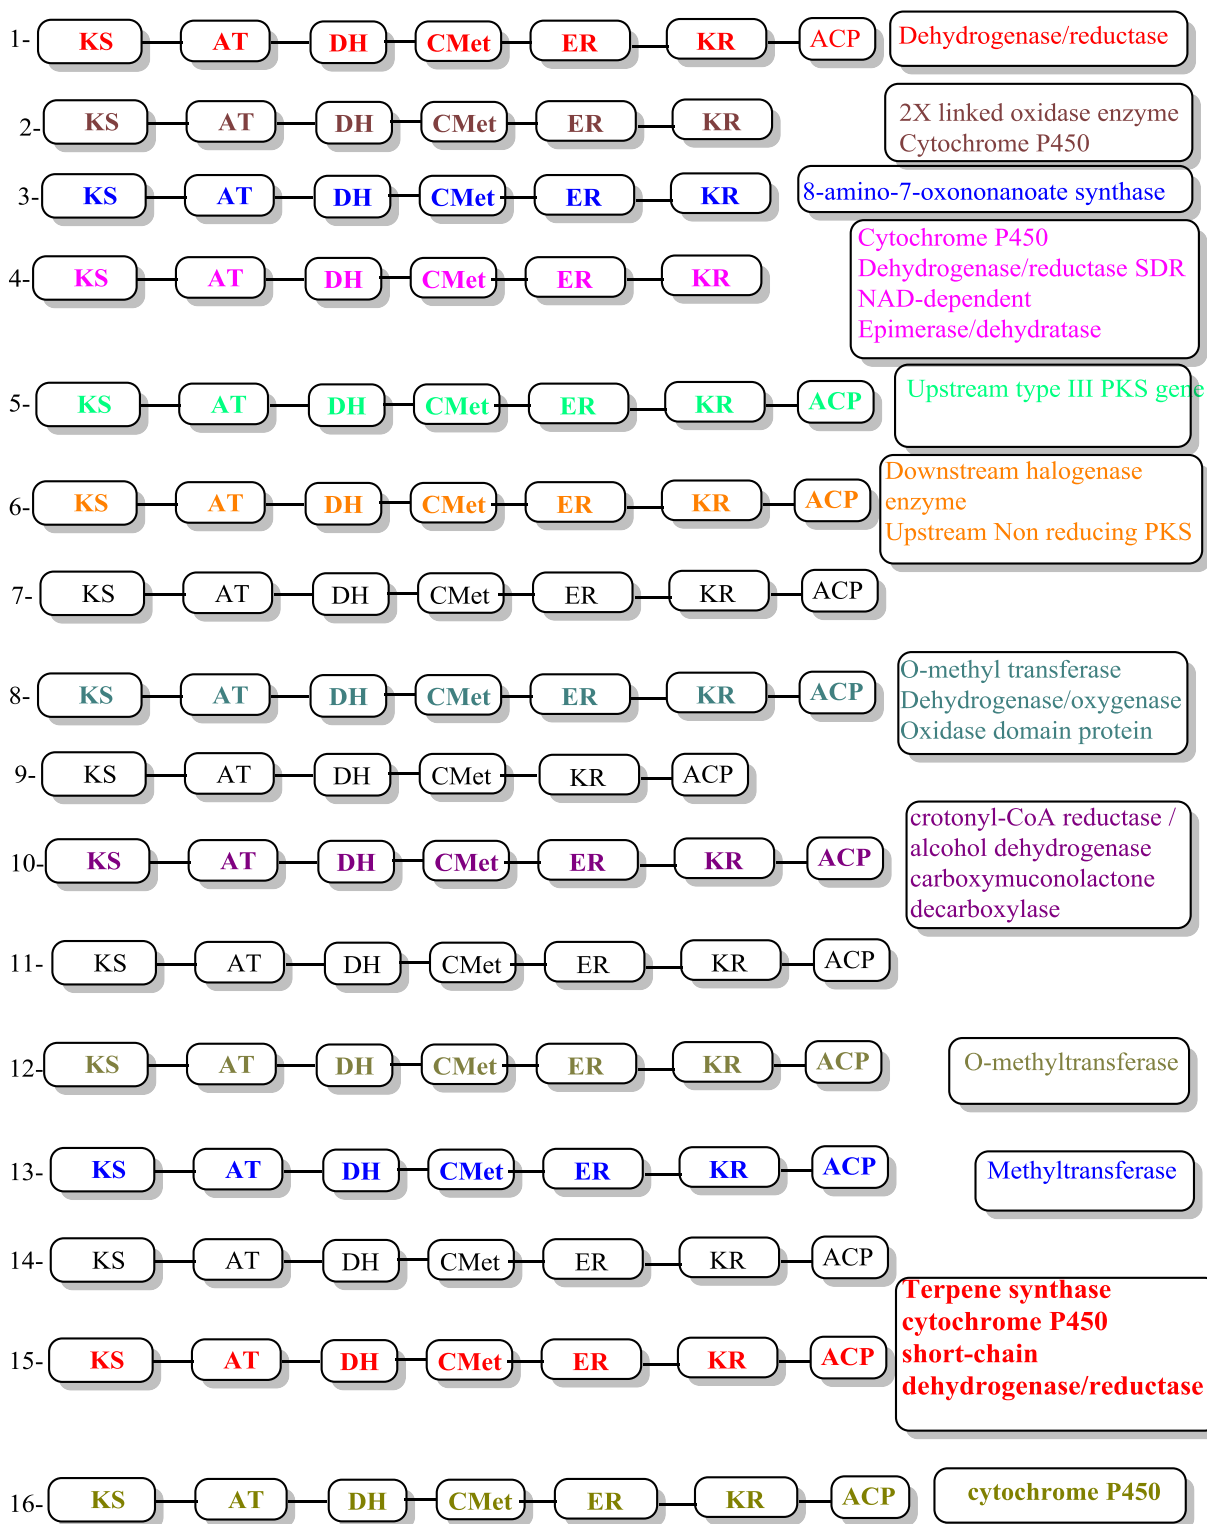 1- KS AT DH CMet ER KR ACP Dehydrogenase/reductase
2- KS AT DH CMet ER KR 2X linked oxidase enzyme
Cytochrome P450
3- KS AT DH CMet ER KR 8-amino-7-oxononanoate synthase
4- KS AT DH CMet ER KR Cytochrome P450
Dehydrogenase/reductase SDR
NAD-dependent
Epimerase/dehydratase
5- KS AT DH CMet ER KR ACP Upstream type III PKS gene
6- KS AT DH CMet ER KR ACP Downstream halogenase
enzyme
Upstream Non reducing PKS
7- KS AT DH CMet ER KR ACP
8- KS AT DH CMet ER KR ACP O-methyl transferase
Dehydrogenase/oxygenase
Oxidase domain protein
9- KS AT DH CMet KR ACP
10- KS AT DH CMet ER KR ACP crotonyl-CoA reductase /
alcohol dehydrogenase
carboxymuconolactone
decarboxylase
11- KS AT DH CMet ER KR ACP
12- KS AT DH CMet ER KR ACP O-methyltransferase
13- KS AT DH CMet ER KR ACP Methyltransferase
14- KS AT DH CMet ER KR ACP
15- KS AT DH CMet ER KR ACP Terpene synthase
cytochrome P450
short-chain
dehydrogenase/reductase
16- KS AT DH CMet ER KR ACP cytochrome P450